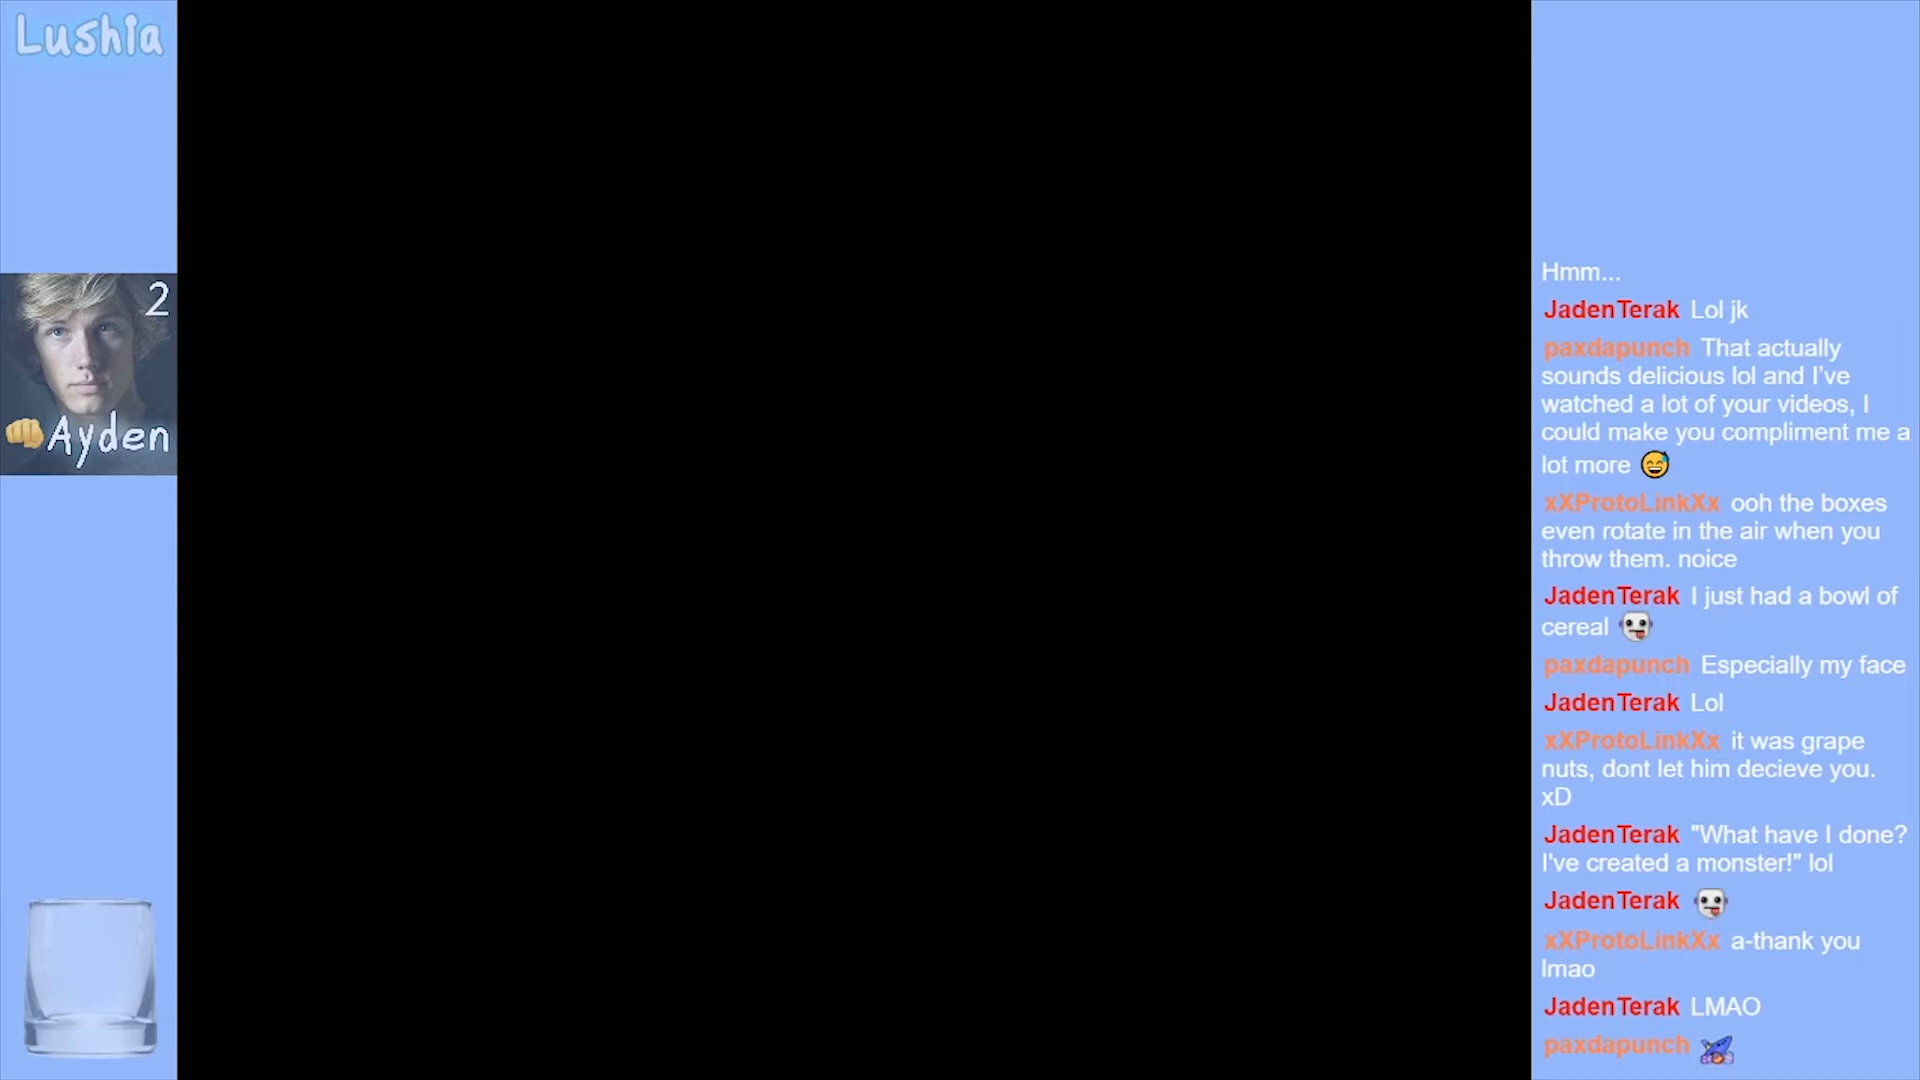 Lushia
2
Ayden
Hmm...
JadenTerak Lol jk
paxdapunch That actually
sounds delicious lol and I've
watched a lot of your videos, I
could make you compliment me a
lot more 😅
xXProtoLinkXx ooh the boxes
even rotate in the air when you
throw them. noice
JadenTerak I just had a bowl of
cereal
paxdapunch Especially my face
JadenTerak Lol
xXProtoLinkXx it was grape
nuts, dont let him decieve you.
xD
JadenTerak "What have I done?
I've created a monster!" lol
JadenTerak
xXProtoLinkXx a-thank you
lmao
JadenTerak LMAO
paxdapunch